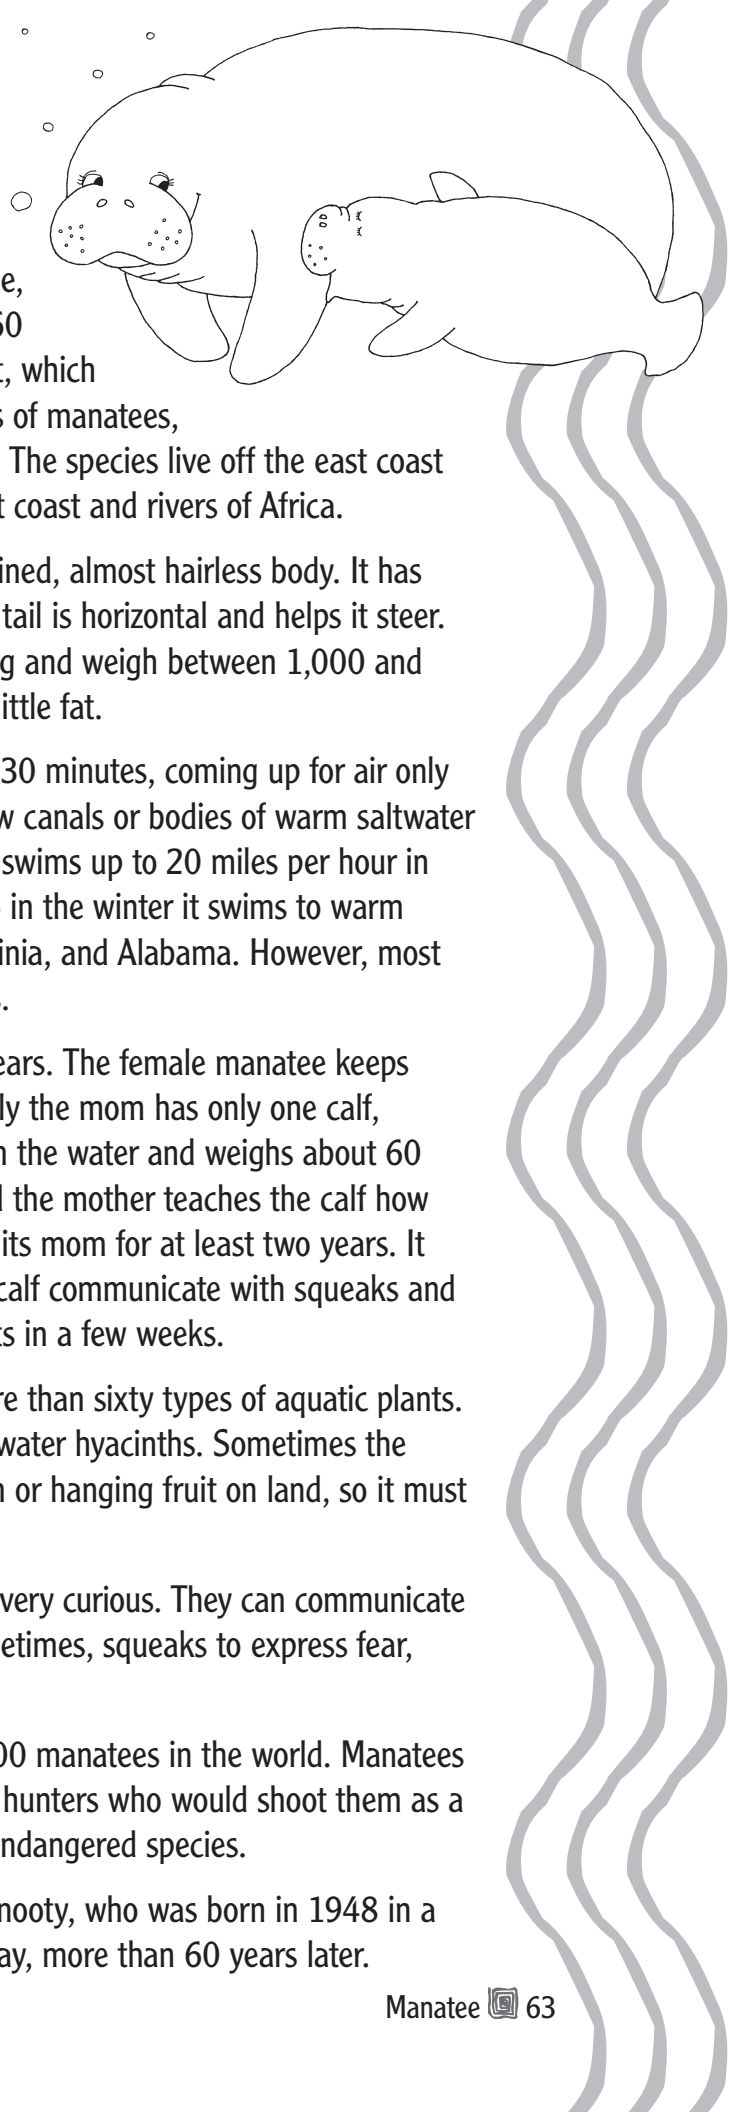 e,
60
t, which
s of manatees,
The species live off the east coast
t coast and rivers of Africa.
ined, almost hairless body. It has
tail is horizontal and helps it steer.
g and weigh between 1,000 and
ittle fat.
30 minutes, coming up for air only
w canals or bodies of warm saltwater
swims up to 20 miles per hour in
in the winter it swims to warm
inia, and Alabama. However, most
.
ears. The female manatee keeps
ly the mom has only one calf,
n the water and weighs about 60
d the mother teaches the calf how
its mom for at least two years. It
calf communicate with squeaks and
ts in a few weeks.
re than sixty types of aquatic plants.
water hyacinths. Sometimes the
n or hanging fruit on land, so it must
very curious. They can communicate
etimes, squeaks to express fear,
00 manatees in the world. Manatees
hunters who would shoot them as a
ndangered species.
nooty, who was born in 1948 in a
ay, more than 60 years later.
Manatee 63